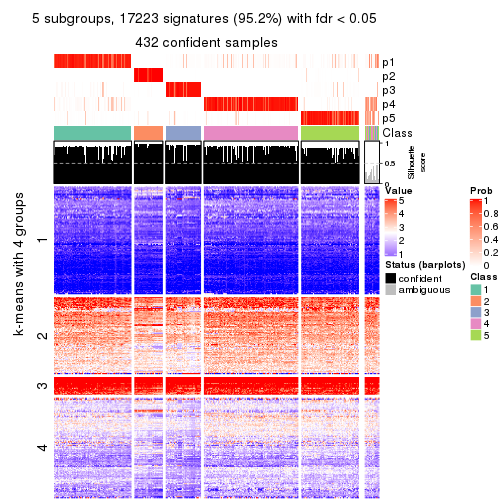 5 subgroups, 17223 signatures (95.2%) with fdr < 0.05
432 confident samples
p1
p2
p3
p4
p5
Class
1
0.5
0
Silhouette
score
k-means with 4 groups
1
2
3
4
Value
5
4
3
2
1
Status (barplots)
confident
ambiguous
Prob
1
0.8
0.6
0.4
0.2
0
Class
1
2
3
4
5